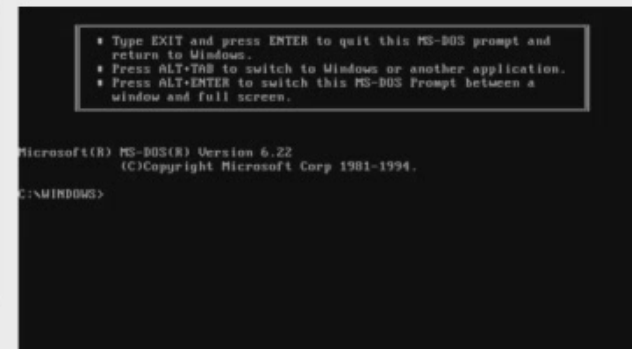 ▪ Type EXIT and press ENTER to quit this MS-DOS prompt and
return to Windows.
▪ Press ALT+TAB to switch to Windows or another application.
▪ Press ALT+ENTER to switch this MS-DOS Prompt between a
window and full screen.
Microsoft(R) MS-DOS(R) Version 6.22
(C)Copyright Microsoft Corp 1981-1994.
C:\WINDOWS>